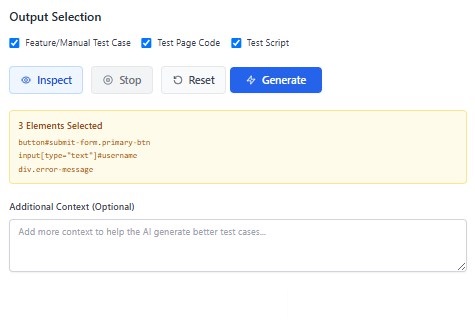 Output Selection
Feature/Manual Test Case Test Page Code Test Script
Inspect Stop Reset Generate
3 Elements Selected
button#submit-form.primary-btn
input[type="text"]#username
div.error-message
Additional Context (Optional)
Add more context to help the AI generate better test cases...